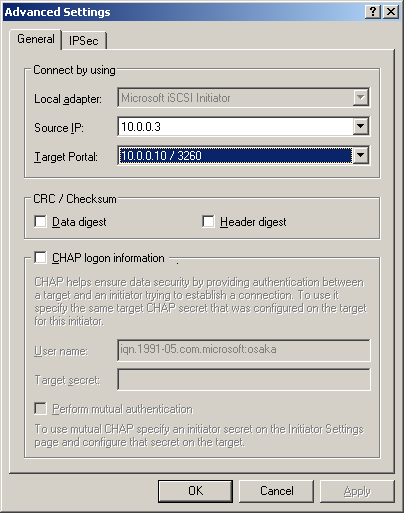 Advanced Settings
General
IPSec
Connect by using
Local adapter: Microsoft iSCSI Initiator
Source IP: 10.0.0.3
Target Portal: 10.0.0.10 / 3260
CRC / Checksum
Data digest
Header digest
CHAP logon information
CHAP helps ensure data security by providing authentication between
a target and an initiator trying to establish a connection. To use it
specify the same target CHAP secret that was configured on the target
for this initiator.
User name: iqn.1991-05.com.microsoft:osaka
Target secret:
Perform mutual authentication
To use mutual CHAP specify an initiator secret on the Initiator Settings
page and configure that secret on the target.
OK
Cancel
Apply